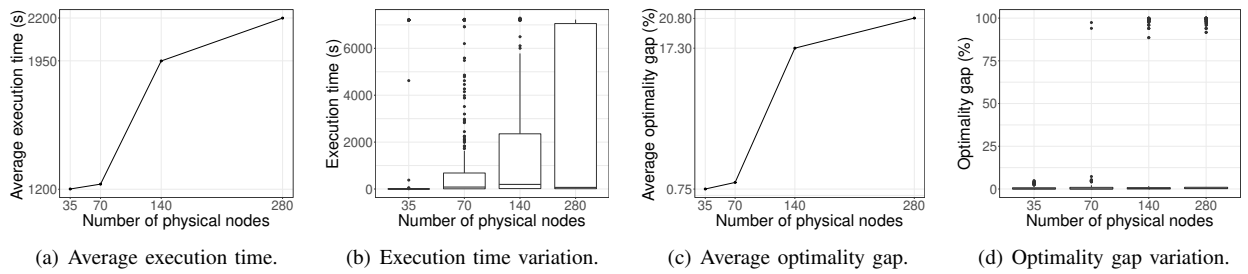 Average execution time (s)
2200
1950
1200
35 70 140 280
Number of physical nodes
(a) Average execution time.
Execution time (s)
6000
4000
2000
0
35 70 140 280
Number of physical nodes
(b) Execution time variation.
Average optimality gap (%)
20.80
17.30
0.75
35 70 140 280
Number of physical nodes
(c) Average optimality gap.
Optimality gap (%)
100
75
50
25
0
35 70 140 280
Number of physical nodes
(d) Optimality gap variation.